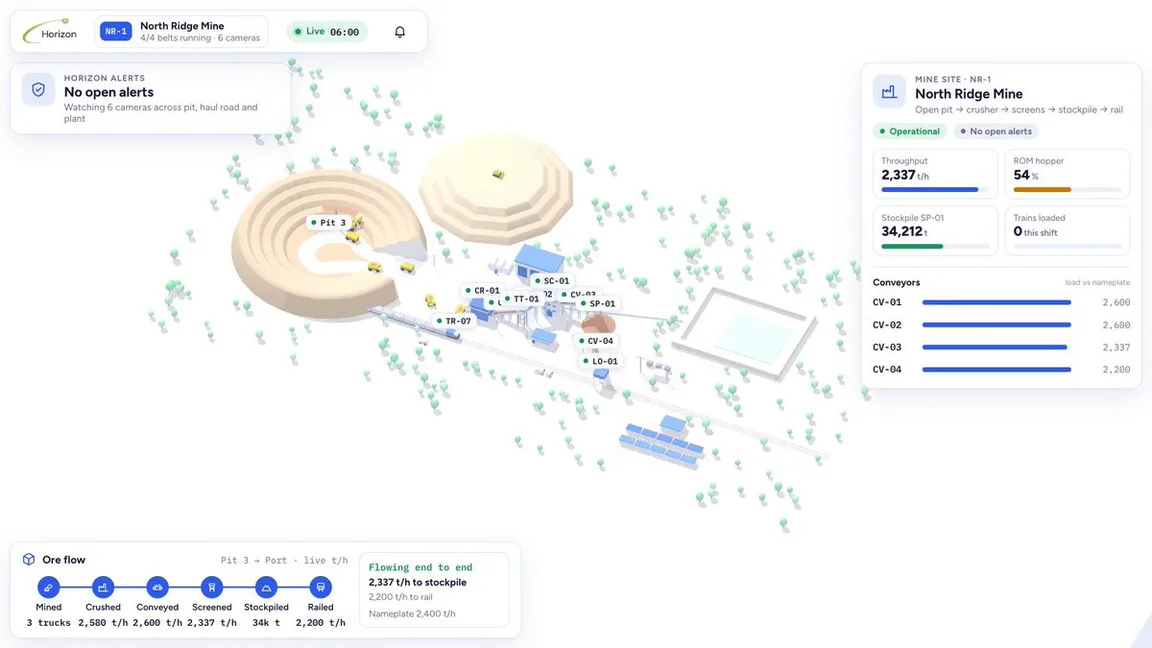 Horizon
NR-1
North Ridge Mine
4/4 belts running · 6 cameras
Live 06:00
HORIZON ALERTS
No open alerts
Watching 6 cameras across pit, haul road and
plant
MINE SITE · NR-1
North Ridge Mine
Open pit → crusher → screens → stockpile → rail
Operational
No open alerts
Throughput
2,337 t/h
ROM hopper
54 %
Stockpile SP-01
34,212 t
Trains loaded
0 this shift
Conveyors
load vs nameplate
CV-01 2,600
CV-02 2,600
CV-03 2,337
CV-04 2,200
Pit 3
SC-01
CR-01
TT-01
SP-01
TR-07
CV-04
LO-01
Ore flow
Pit 3 → Port · live t/h
Mined Crushed Conveyed Screened Stockpiled Railed
3 trucks 2,580 t/h 2,600 t/h 2,337 t/h 34k t 2,200 t/h
Flowing end to end
2,337 t/h to stockpile
2,200 t/h to rail
Nameplate 2,400 t/h